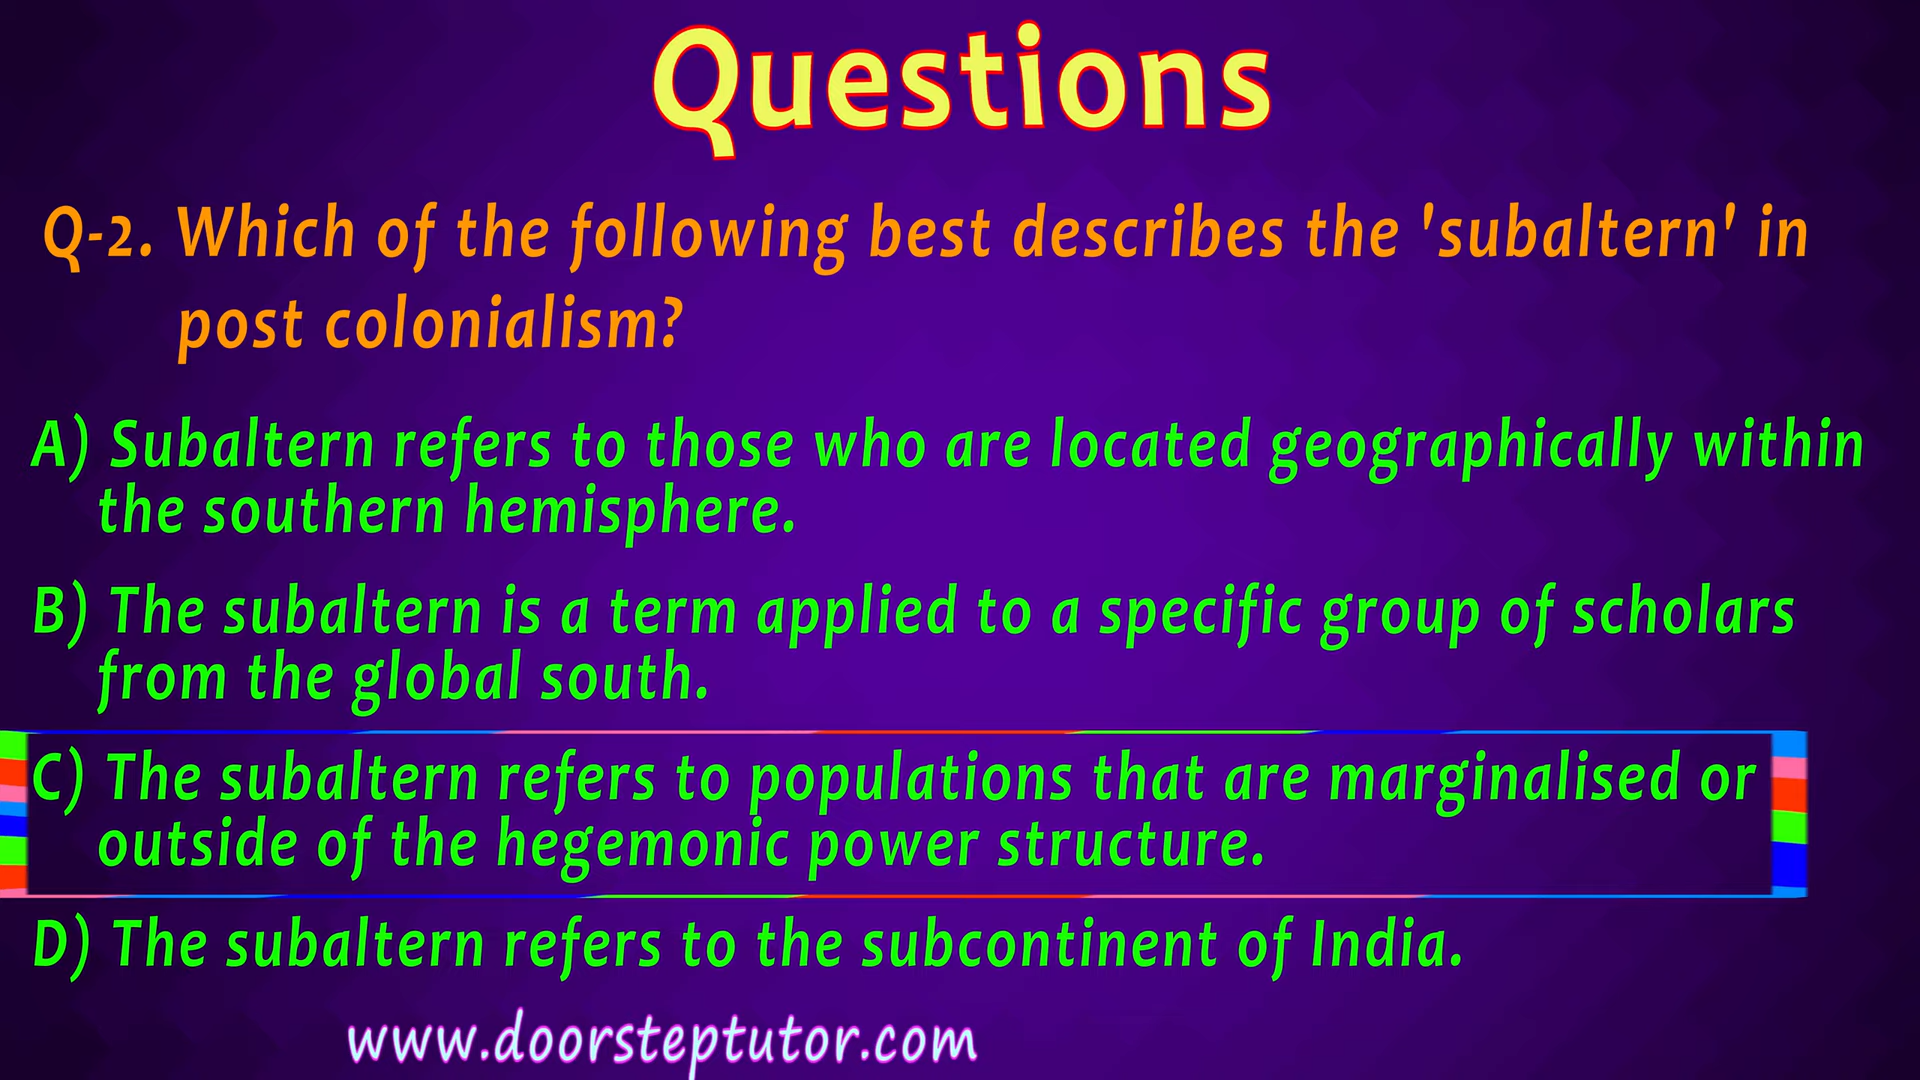 Questions
Q-2. Which of the following best describes the 'subaltern' in
post colonialism?
A) Subaltern refers to those who are located geographically within
the southern hemisphere.
B) The subaltern is a term applied to a specific group of scholars
from the global south.
C) The subaltern refers to populations that are marginalised or
outside of the hegemonic power structure.
D) The subaltern refers to the subcontinent of India.
www.doorsteptutor.com